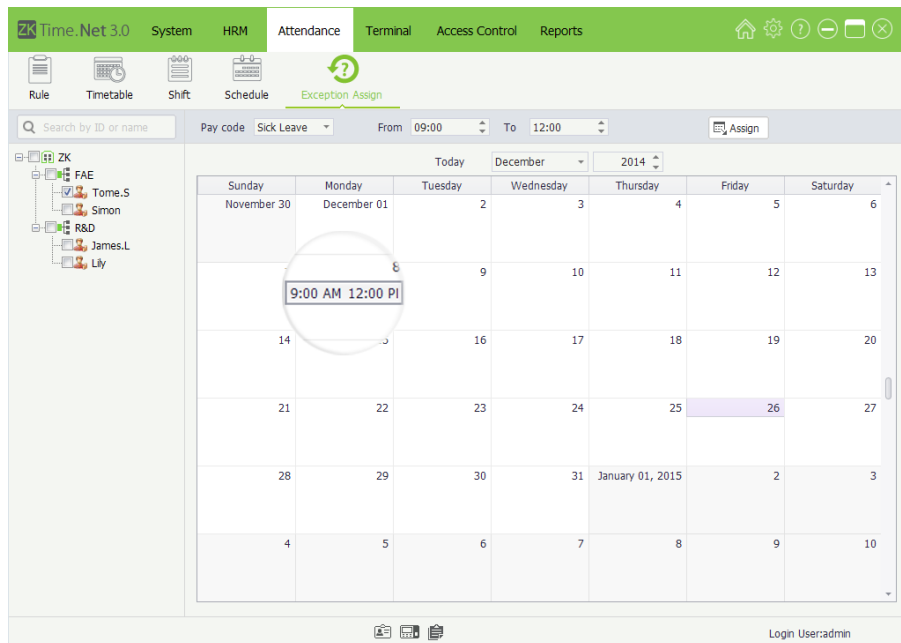 ZK Time.Net 3.0 System HRM Attendance Terminal Access Control Reports
Rule Timetable Shift Schedule Exception Assign
Search by ID or name Pay code Sick Leave From 09:00 To 12:00 Assign
ZK
FAE
Tome.S
Simon
R&D
James.L
Lily
Today December 2014
Sunday Monday Tuesday Wednesday Thursday Friday Saturday
November 30 December 01 2 3 4 5 6
8 9 10 11 12 13
9:00 AM 12:00 PI
14 16 17 18 19 20
21 22 23 24 25 26 27
28 29 30 31 January 01, 2015 2 3
4 5 6 7 8 9 10
Login User:admin